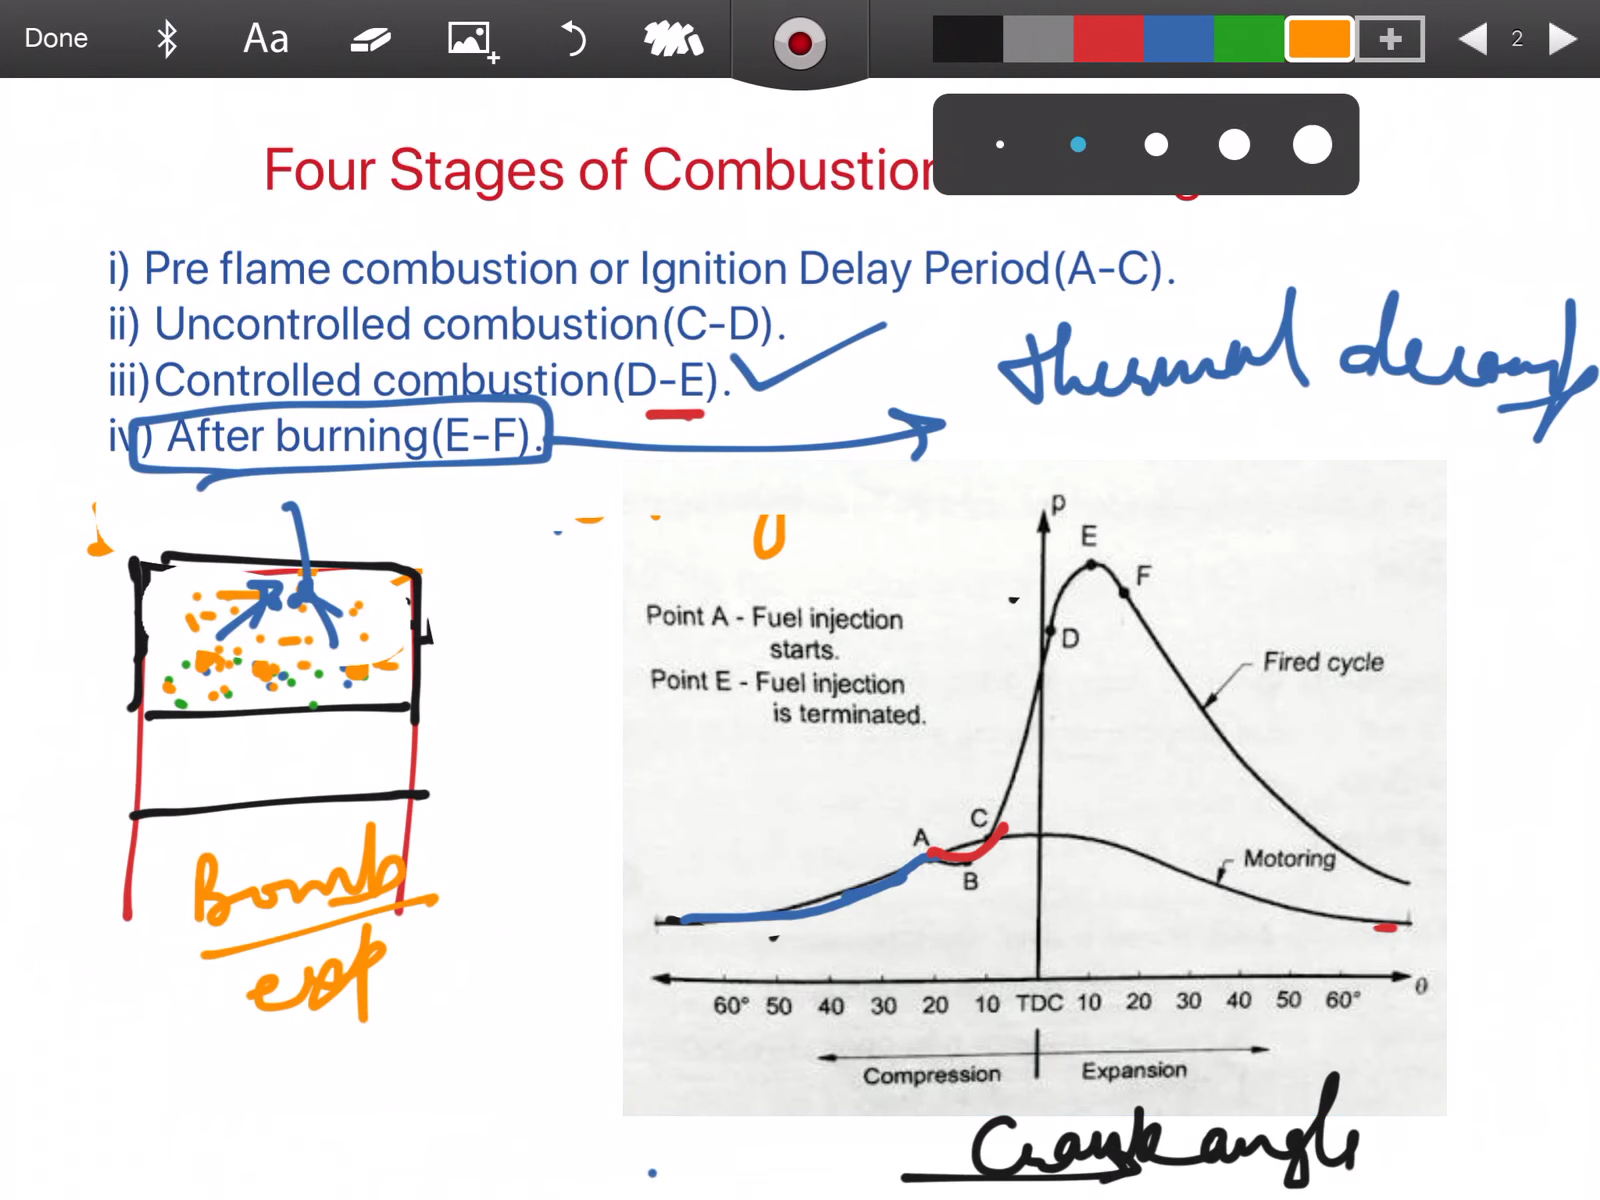 Done
Aa
2
Four Stages of Combustion
i) Pre flame combustion or Ignition Delay Period(A-C).
ii) Uncontrolled combustion(C-D).
iii)Controlled combustion(D-E).
iv) After burning(E-F).
thermal decomp
U
P
E
F
D
Point A - Fuel injection
starts.
Point E - Fuel injection
is terminated.
Fired cycle
A
C
B
Motoring
Bomb
exp
θ
60° 50 40 30 20 10 TDC 10 20 30 40 50 60°
Compression
Expansion
Crank angle